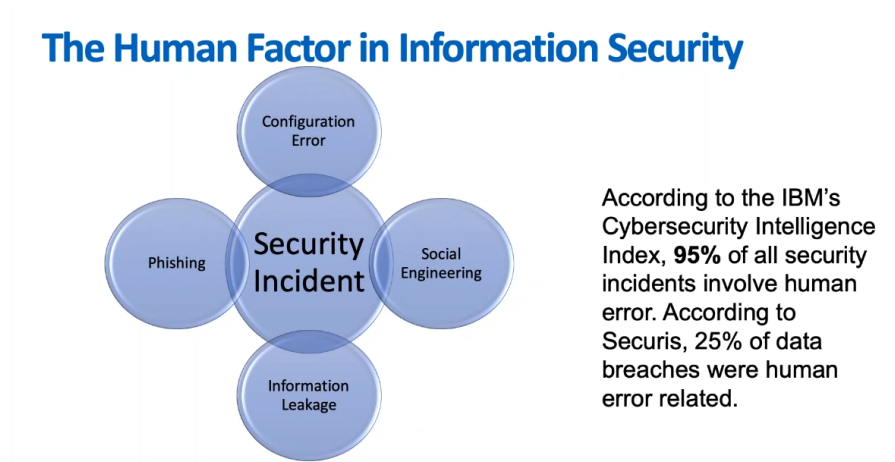 The Human Factor in Information Security
Configuration
Error
Phishing
Security
Incident
Social
Engineering
Information
Leakage
According to the IBM's
Cybersecurity Intelligence
Index, 95% of all security
incidents involve human
error. According to
Securis, 25% of data
breaches were human
error related.